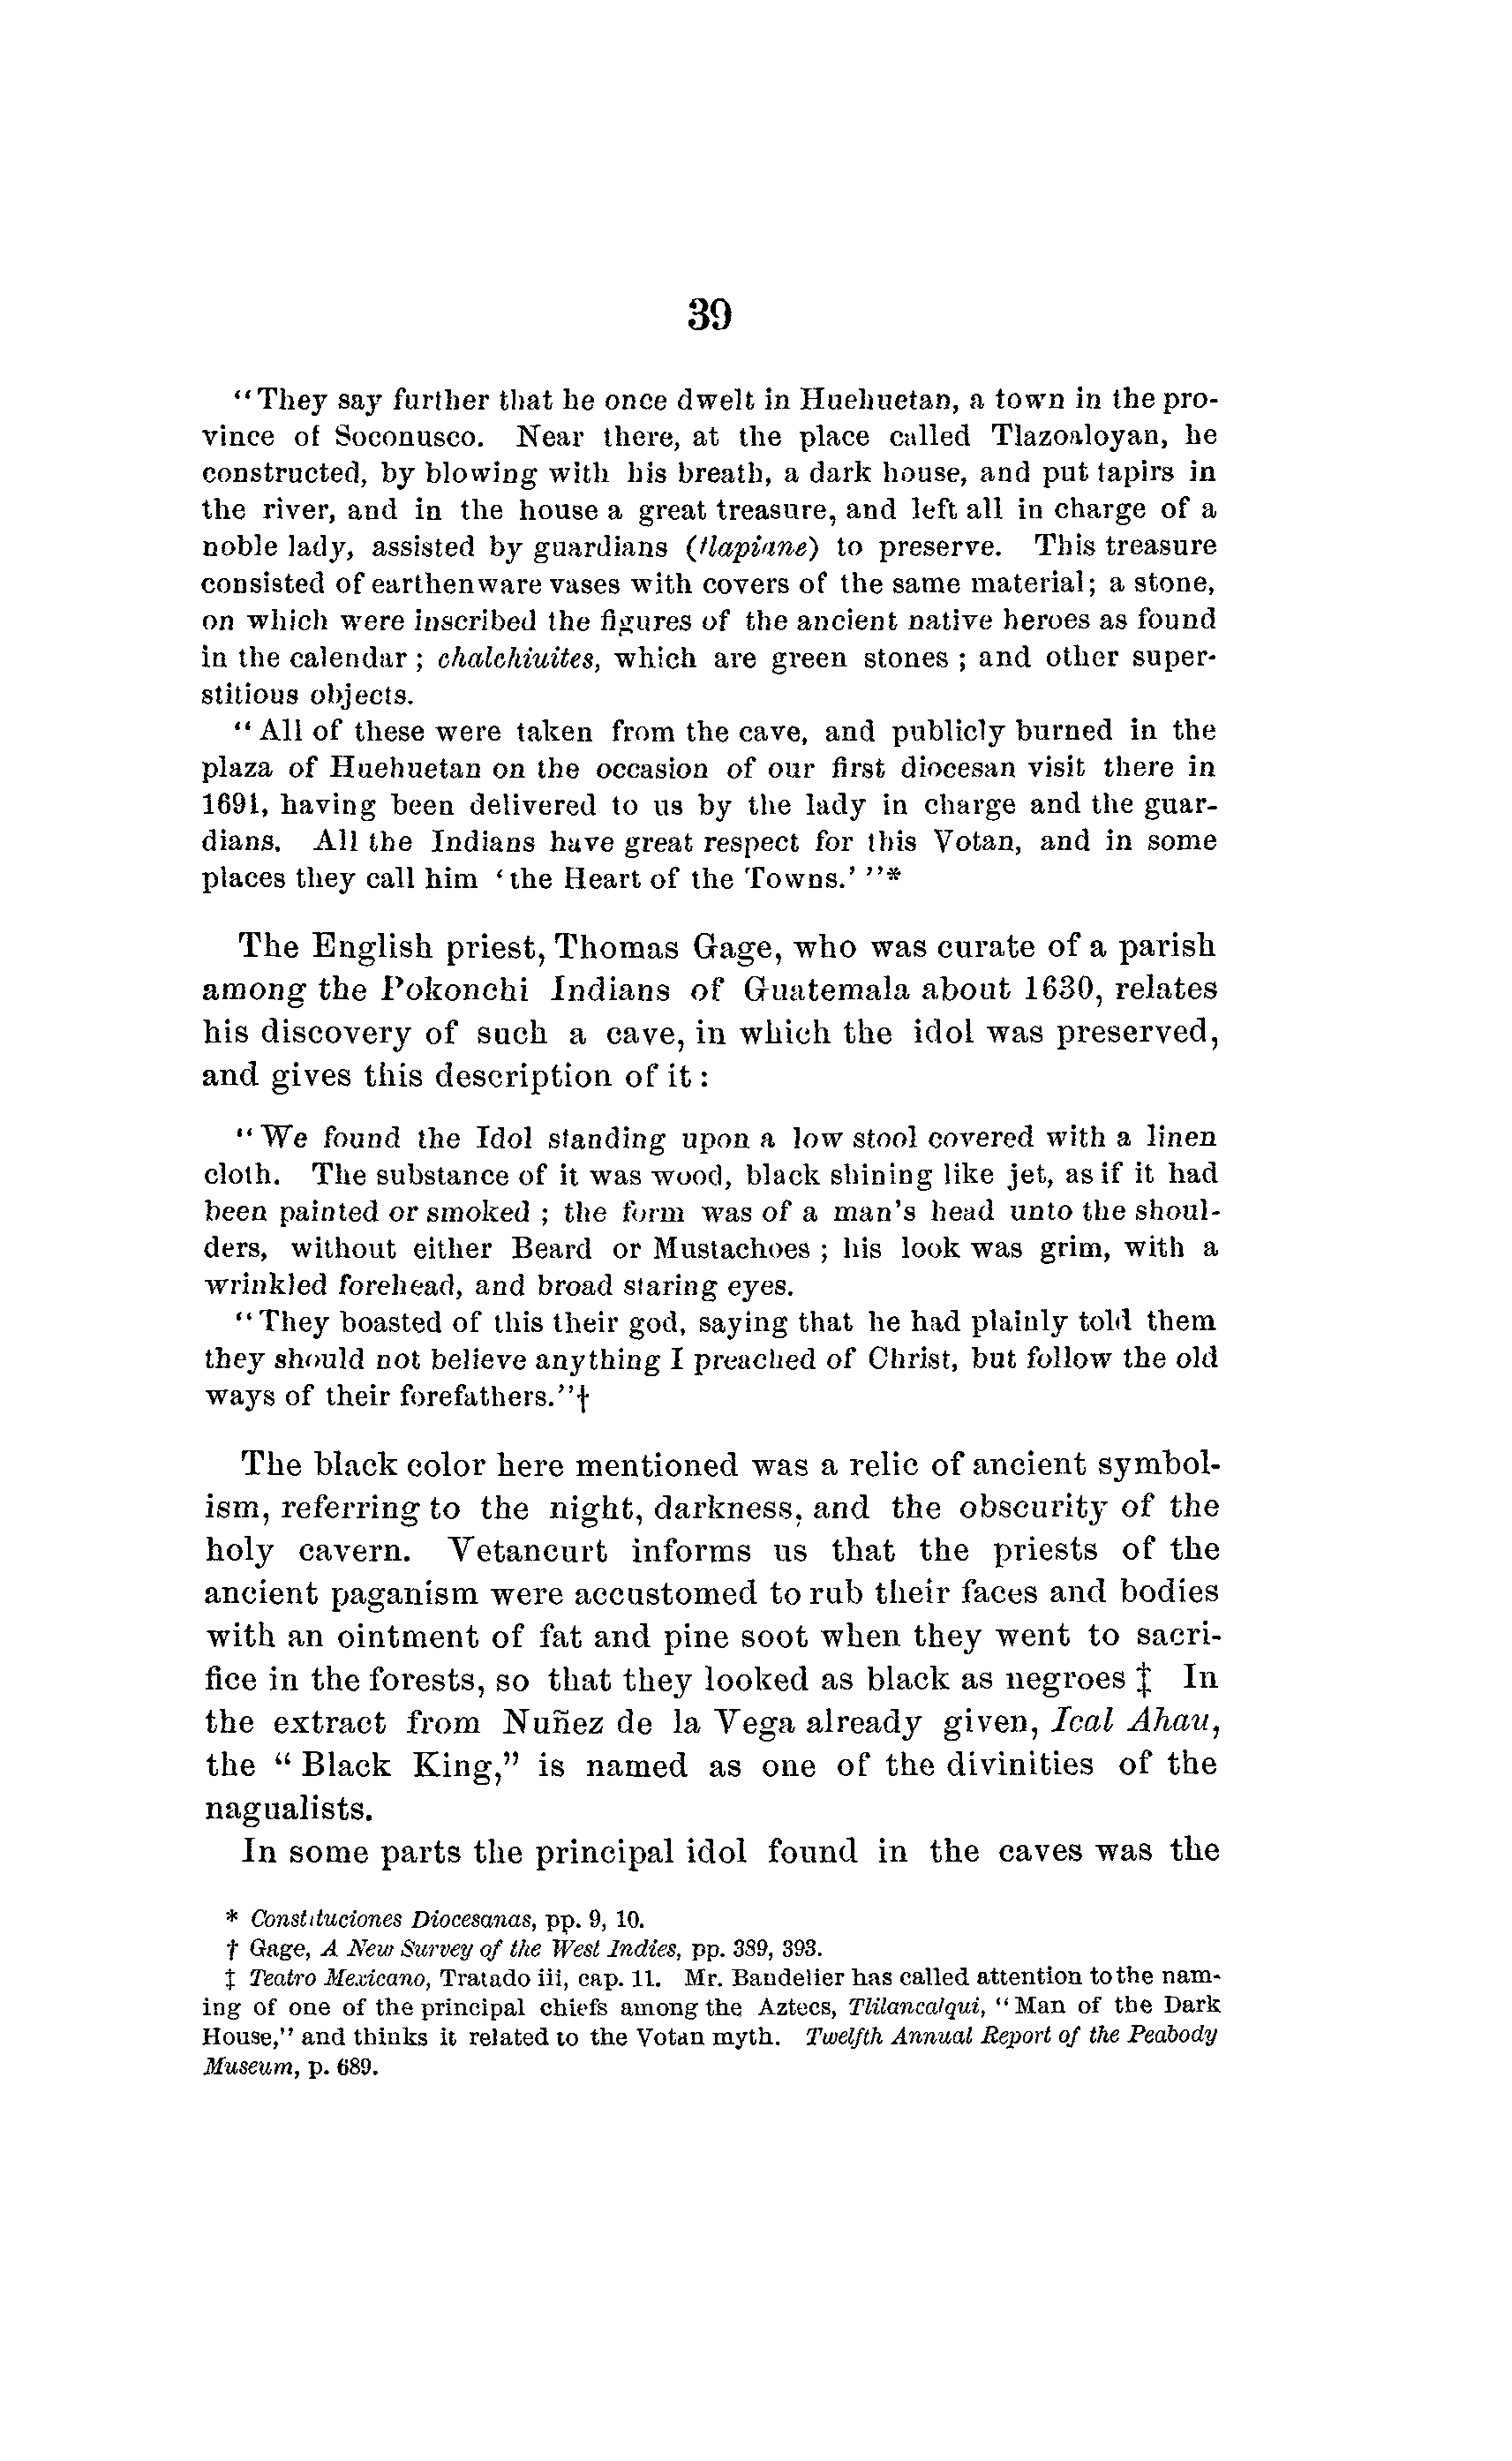 39
"They say further that he once dwelt in Huehuetan, a town in the pro-
vince of Soconusco. Near there, at the place called Tlazoaloyan, he
constructed, by blowing with his breath, a dark house, and put tapirs in
the river, and in the house a great treasure, and left all in charge of a
noble lady, assisted by guardians (tlapiane) to preserve. This treasure
consisted of earthenware vases with covers of the same material; a stone,
on which were inscribed the figures of the ancient native heroes as found
in the calendar; chalchiuites, which are green stones; and other super-
stitious objects.
"All of these were taken from the cave, and publicly burned in the
plaza of Huehuetan on the occasion of our first diocesan visit there in
1691, having been delivered to us by the lady in charge and the guar-
dians. All the Indians have great respect for this Votan, and in some
places they call him 'the Heart of the Towns.' "*
The English priest, Thomas Gage, who was curate of a parish
among the Pokonchi Indians of Guatemala about 1630, relates
his discovery of such a cave, in which the idol was preserved,
and gives this description of it:
"We found the Idol standing upon a low stool covered with a linen
cloth. The substance of it was wood, black shining like jet, as if it had
been painted or smoked; the form was of a man's head unto the shoul-
ders, without either Beard or Mustachoes; his look was grim, with a
wrinkled forehead, and broad staring eyes.
"They boasted of this their god, saying that he had plainly told them
they should not believe anything I preached of Christ, but follow the old
ways of their forefathers."†
The black color here mentioned was a relic of ancient symbol-
ism, referring to the night, darkness, and the obscurity of the
holy cavern. Vetancurt informs us that the priests of the
ancient paganism were accustomed to rub their faces and bodies
with an ointment of fat and pine soot when they went to sacri-
fice in the forests, so that they looked as black as negroes ‡ In
the extract from Nuñez de la Vega already given, Ical Ahau,
the "Black King," is named as one of the divinities of the
nagualists.
In some parts the principal idol found in the caves was the
* Constituciones Diocesanas, pp. 9, 10.
† Gage, A New Survey of the West Indies, pp. 389, 393.
‡ Teatro Mexicano, Tratado iii, cap. 11. Mr. Bandelier has called attention to the nam-
ing of one of the principal chiefs among the Aztecs, Tlilancalqui, "Man of the Dark
House," and thinks it related to the Votan myth. Twelfth Annual Report of the Peabody
Museum, p. 689.